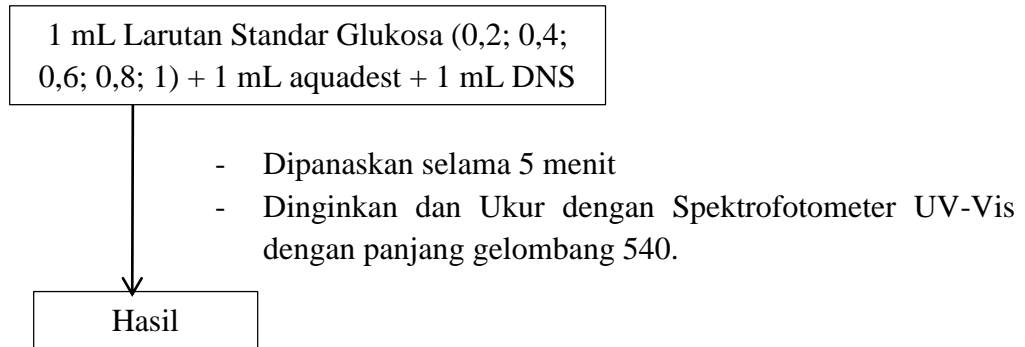 1 mL Larutan Standar Glukosa (0,2; 0,4;
0,6; 0,8; 1) + 1 mL aquadest + 1 mL DNS
- Dipanaskan selama 5 menit
- Dinginkan dan Ukur dengan Spektrofotometer UV-Vis
dengan panjang gelombang 540.
Hasil